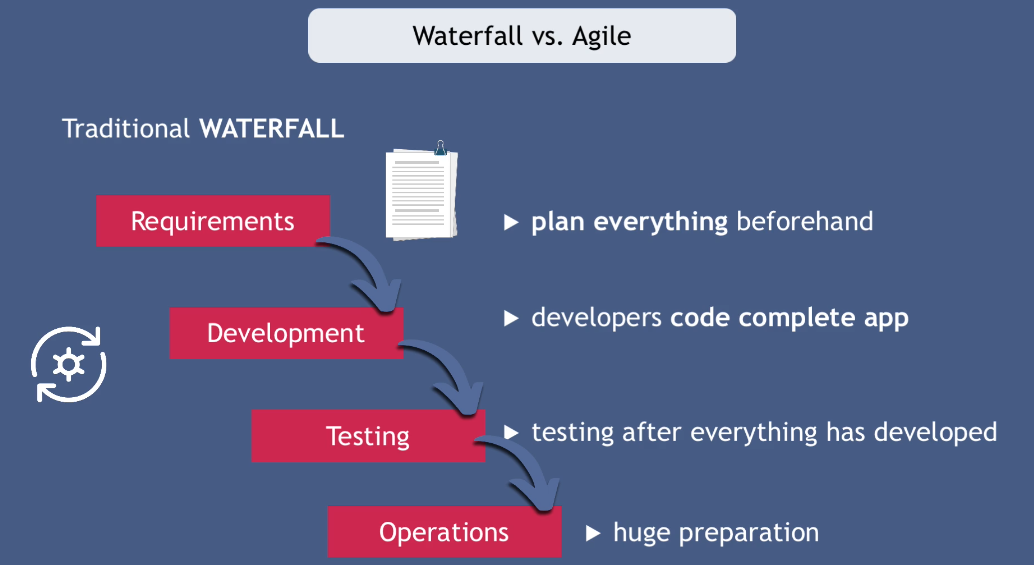 Waterfall vs. Agile
Traditional WATERFALL
Requirements
▶ plan everything beforehand
Development
▶ developers code complete app
Testing
▶ testing after everything has developed
Operations
▶ huge preparation